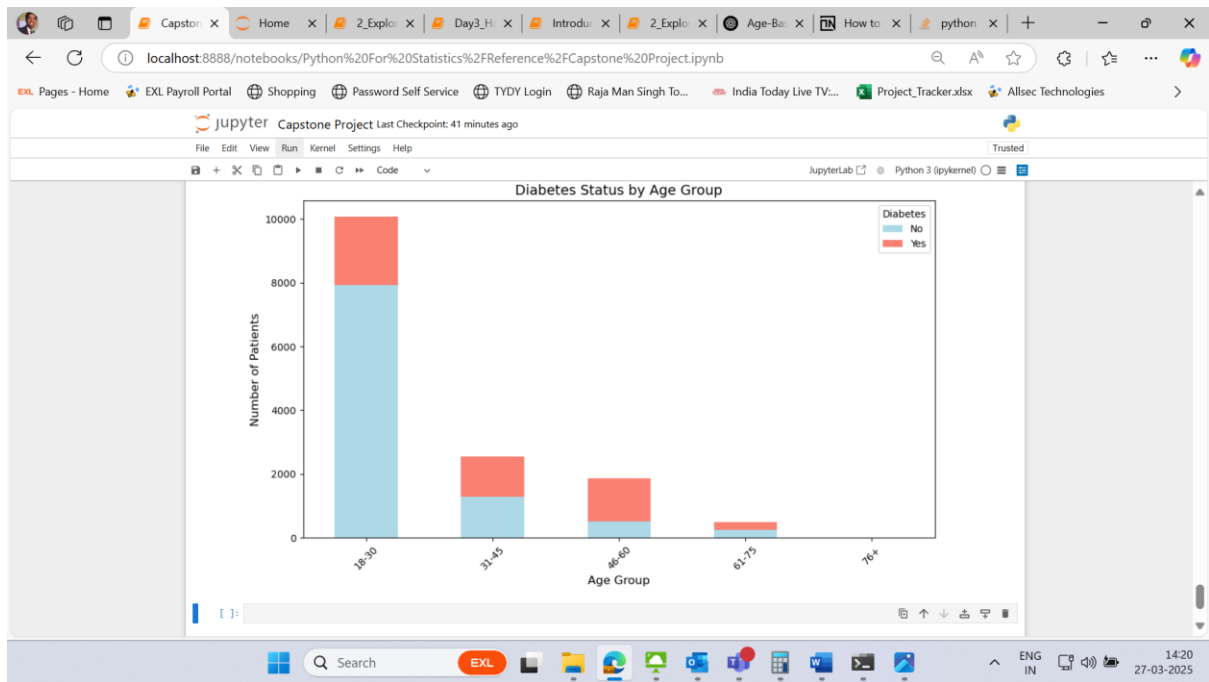 Capston
Home
2_Explor
Day3_H
Introduc
2_Explor
Age-Ba
How to
python
localhost:8888/notebooks/Python%20For%20Statistics%2FReference%2FCapstone%20Project.ipynb
EXL Pages - Home
EXL Payroll Portal
Shopping
Password Self Service
TYDY Login
Raja Man Singh To...
India Today Live TV:...
Project_Tracker.xlsx
Allsec Technologies
jupyter Capstone Project Last Checkpoint: 41 minutes ago
File Edit View Run Kernel Settings Help
Trusted
Code
JupyterLab
Python 3 (ipykernel)
Diabetes Status by Age Group
Diabetes
No
Yes
Number of Patients
10000
8000
6000
4000
2000
0
18-30
31-45
46-60
61-75
76+
Age Group
[ ]:
Search
EXL
ENG
IN
14:20
27-03-2025